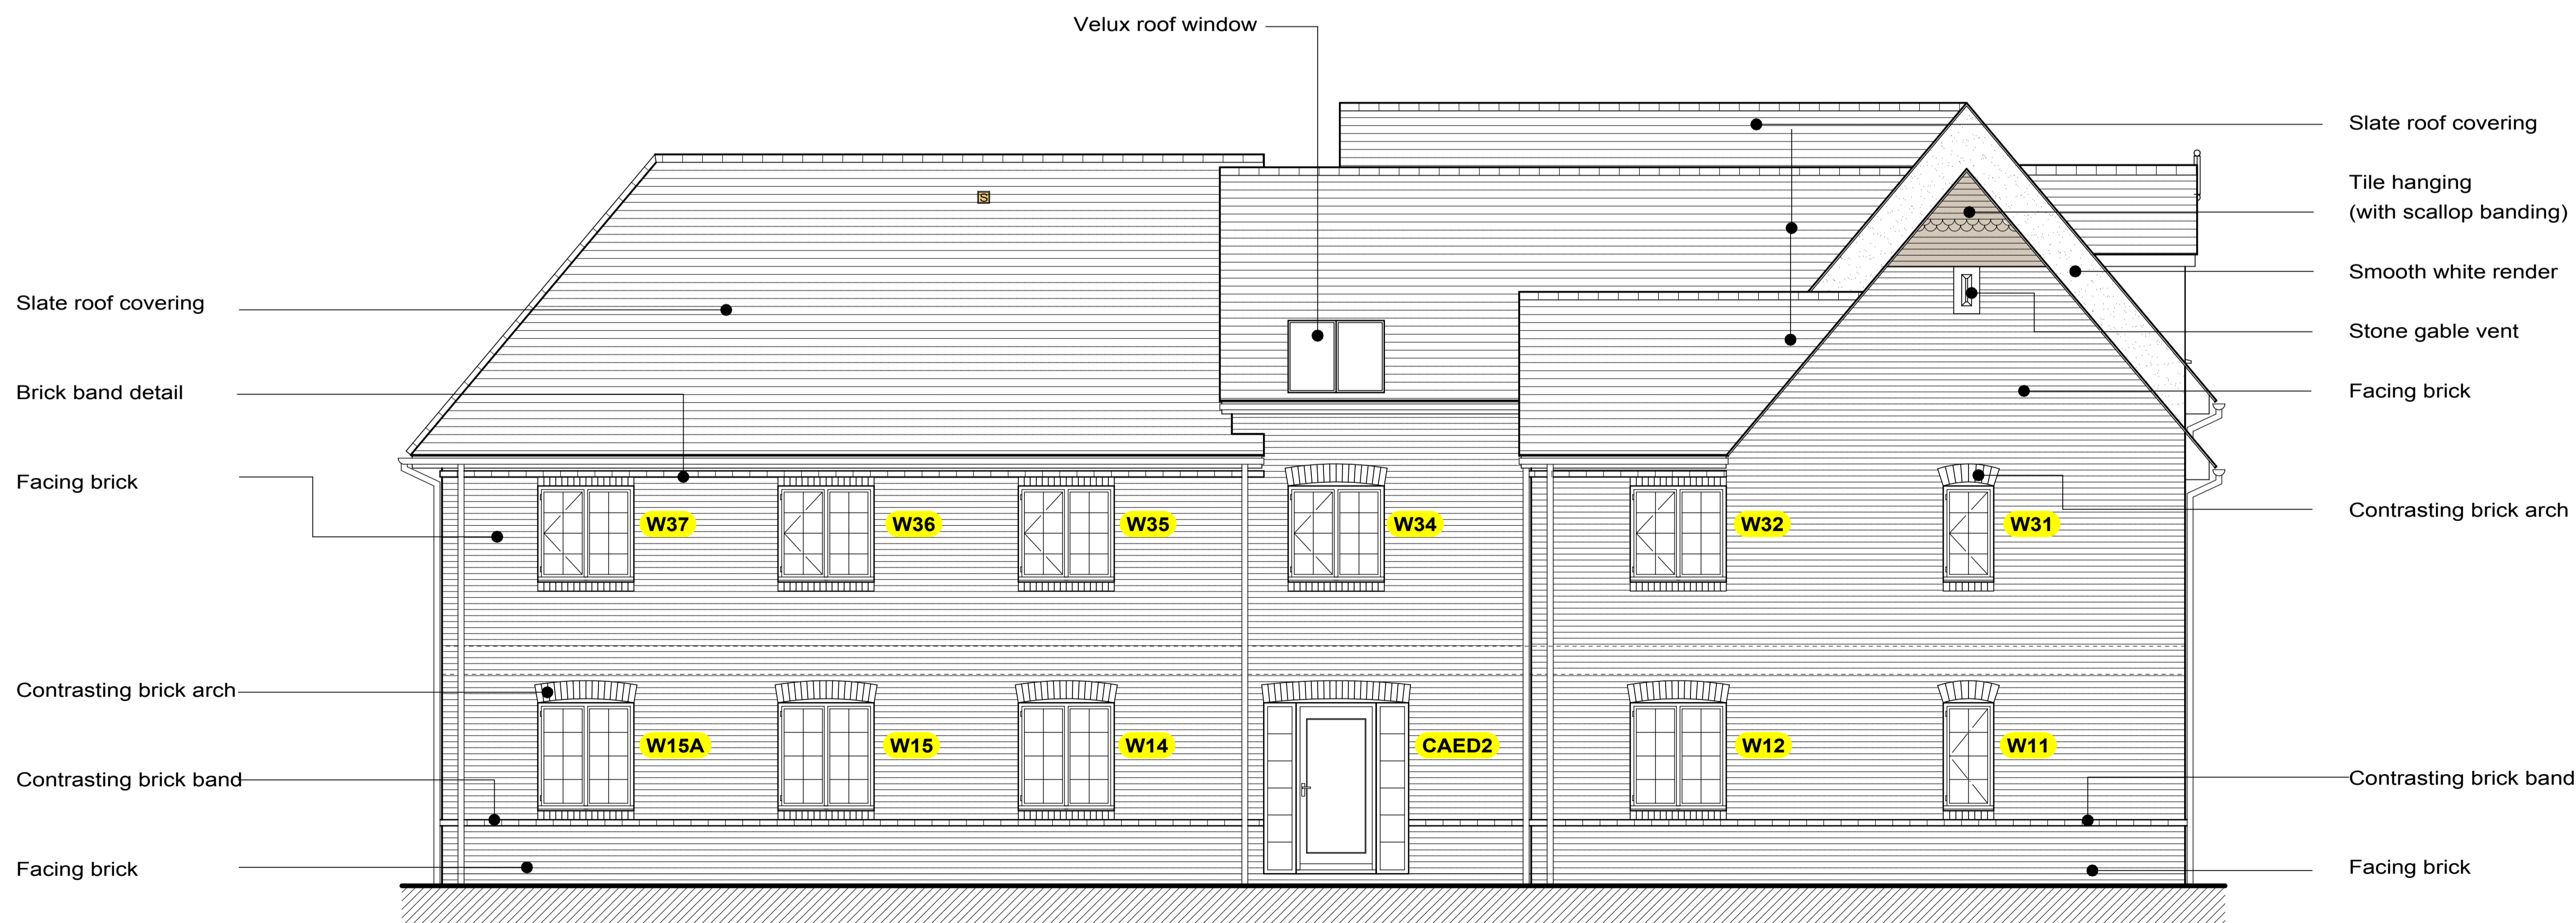 Velux roof window
Slate roof covering
Tile hanging
(with scallop banding)
Smooth white render
Stone gable vent
Facing brick
Contrasting brick arch
Contrasting brick band
Facing brick
Slate roof covering
Brick band detail
Facing brick
Contrasting brick arch
Contrasting brick band
Facing brick
S
W37
W36
W35
W34
W32
W31
W15A
W15
W14
CAED2
W12
W11